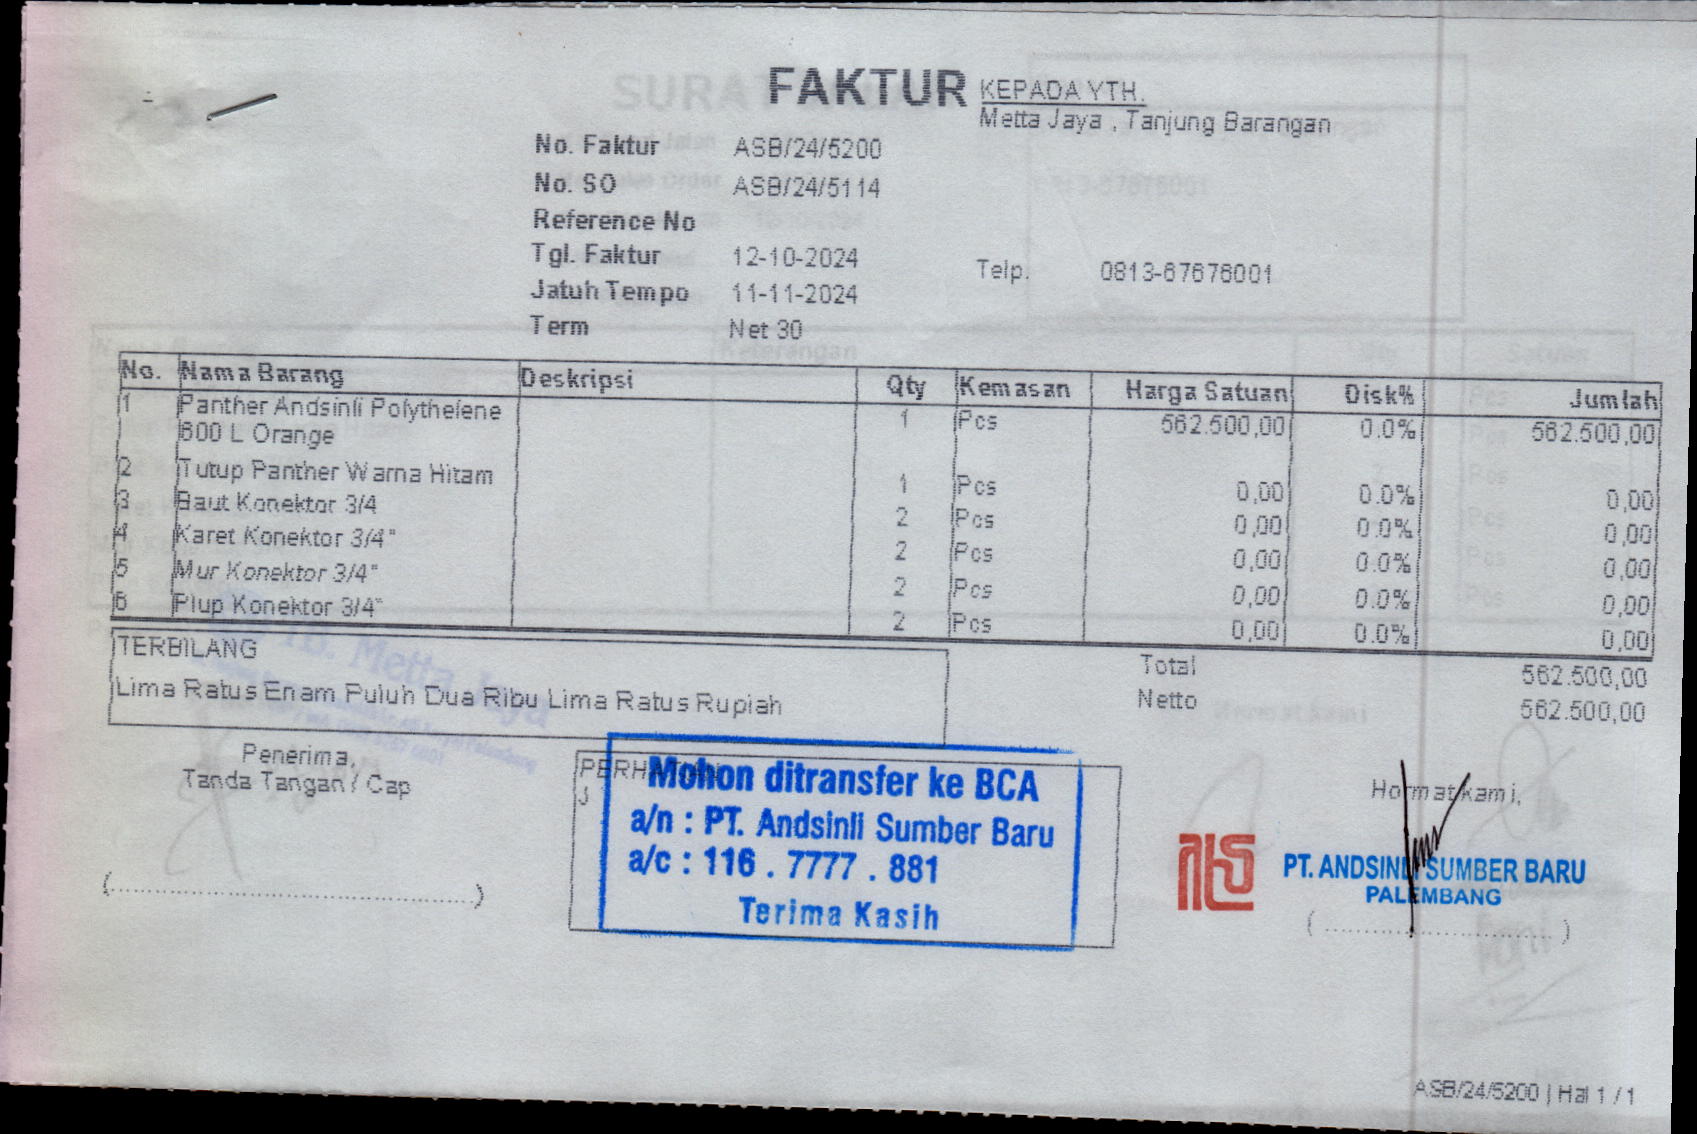 FAKTUR
KEPADA YTH.
Metta Jaya , Tanjung Barangan
No. Faktur ASB/24/5200
No. SO ASB/24/5114
Reference No
Tgl. Faktur 12-10-2024
Telp. 0813-67678001
Jatuh Tempo 11-11-2024
Term Net 30
No. Nama Barang Deskripsi Qty Kemasan Harga Satuan Disk% Jumlah
1 Panther Andsinli Polythelene 1 Pcs 562.500,00 0.0% 562.500,00
600 L Orange
2 Tutup Panther Warna Hitam 1 Pcs 0,00 0.0% 0,00
3 Baut Konektor 3/4 2 Pcs 0,00 0.0% 0,00
4 Karet Konektor 3/4" 2 Pcs 0,00 0.0% 0,00
5 Mur Konektor 3/4" 2 Pcs 0,00 0.0% 0,00
6 Plup Konektor 3/4" 2 Pcs 0,00 0.0% 0,00
TERBILANG
Lima Ratus Enam Puluh Dua Ribu Lima Ratus Rupiah
Total 562.500,00
Netto 562.500,00
Penerima,
Tanda Tangan / Cap
Mohon ditransfer ke BCA
a/n : PT. Andsinli Sumber Baru
a/c : 116 . 7777 . 881
Terima Kasih
Hormat kami,
PT. ANDSINLI SUMBER BARU
PALEMBANG
TB. Metta Jaya
ASB/24/5200 | Hal 1 / 1